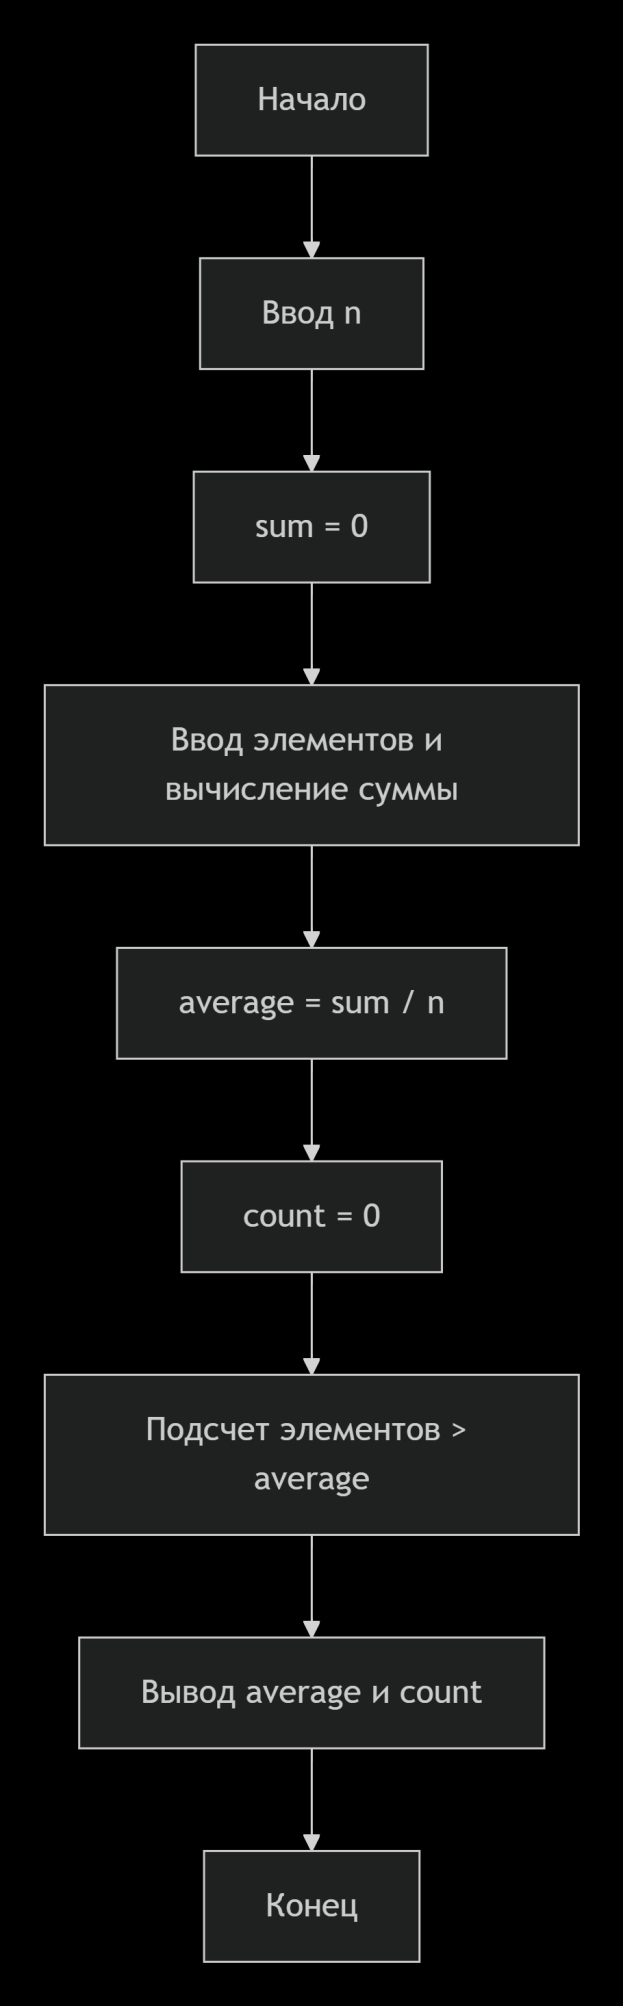 Начало
Ввод n
sum = 0
Ввод элементов и
вычисление суммы
average = sum / n
count = 0
Подсчет элементов >
average
Вывод average и count
Конец